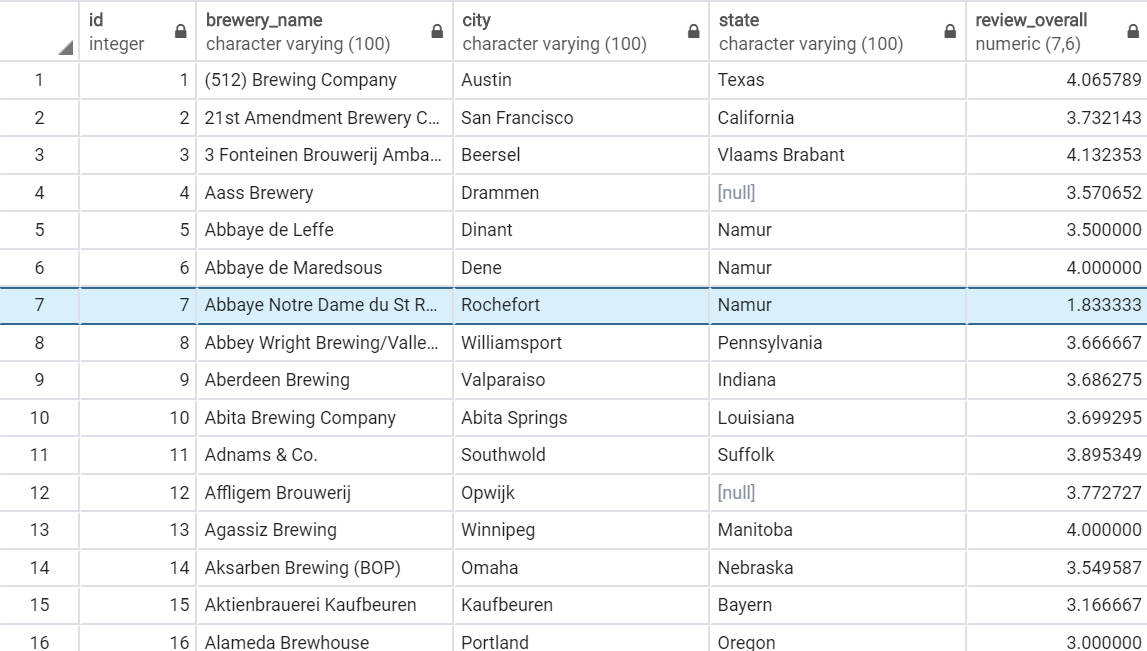 id brewery_name city state review_overall
integer character varying (100) character varying (100) character varying (100) numeric (7,6)
1 1 (512) Brewing Company Austin Texas 4.065789
2 2 21st Amendment Brewery C... San Francisco California 3.732143
3 3 3 Fonteinen Brouwerij Amba... Beersel Vlaams Brabant 4.132353
4 4 Aass Brewery Drammen [null] 3.570652
5 5 Abbaye de Leffe Dinant Namur 3.500000
6 6 Abbaye de Maredsous Dene Namur 4.000000
7 7 Abbaye Notre Dame du St R... Rochefort Namur 1.833333
8 8 Abbey Wright Brewing/Valle... Williamsport Pennsylvania 3.666667
9 9 Aberdeen Brewing Valparaiso Indiana 3.686275
10 10 Abita Brewing Company Abita Springs Louisiana 3.699295
11 11 Adnams & Co. Southwold Suffolk 3.895349
12 12 Affligem Brouwerij Opwijk [null] 3.772727
13 13 Agassiz Brewing Winnipeg Manitoba 4.000000
14 14 Aksarben Brewing (BOP) Omaha Nebraska 3.549587
15 15 Aktienbrauerei Kaufbeuren Kaufbeuren Bayern 3.166667
16 16 Alameda Brewhouse Portland Oregon 3.000000